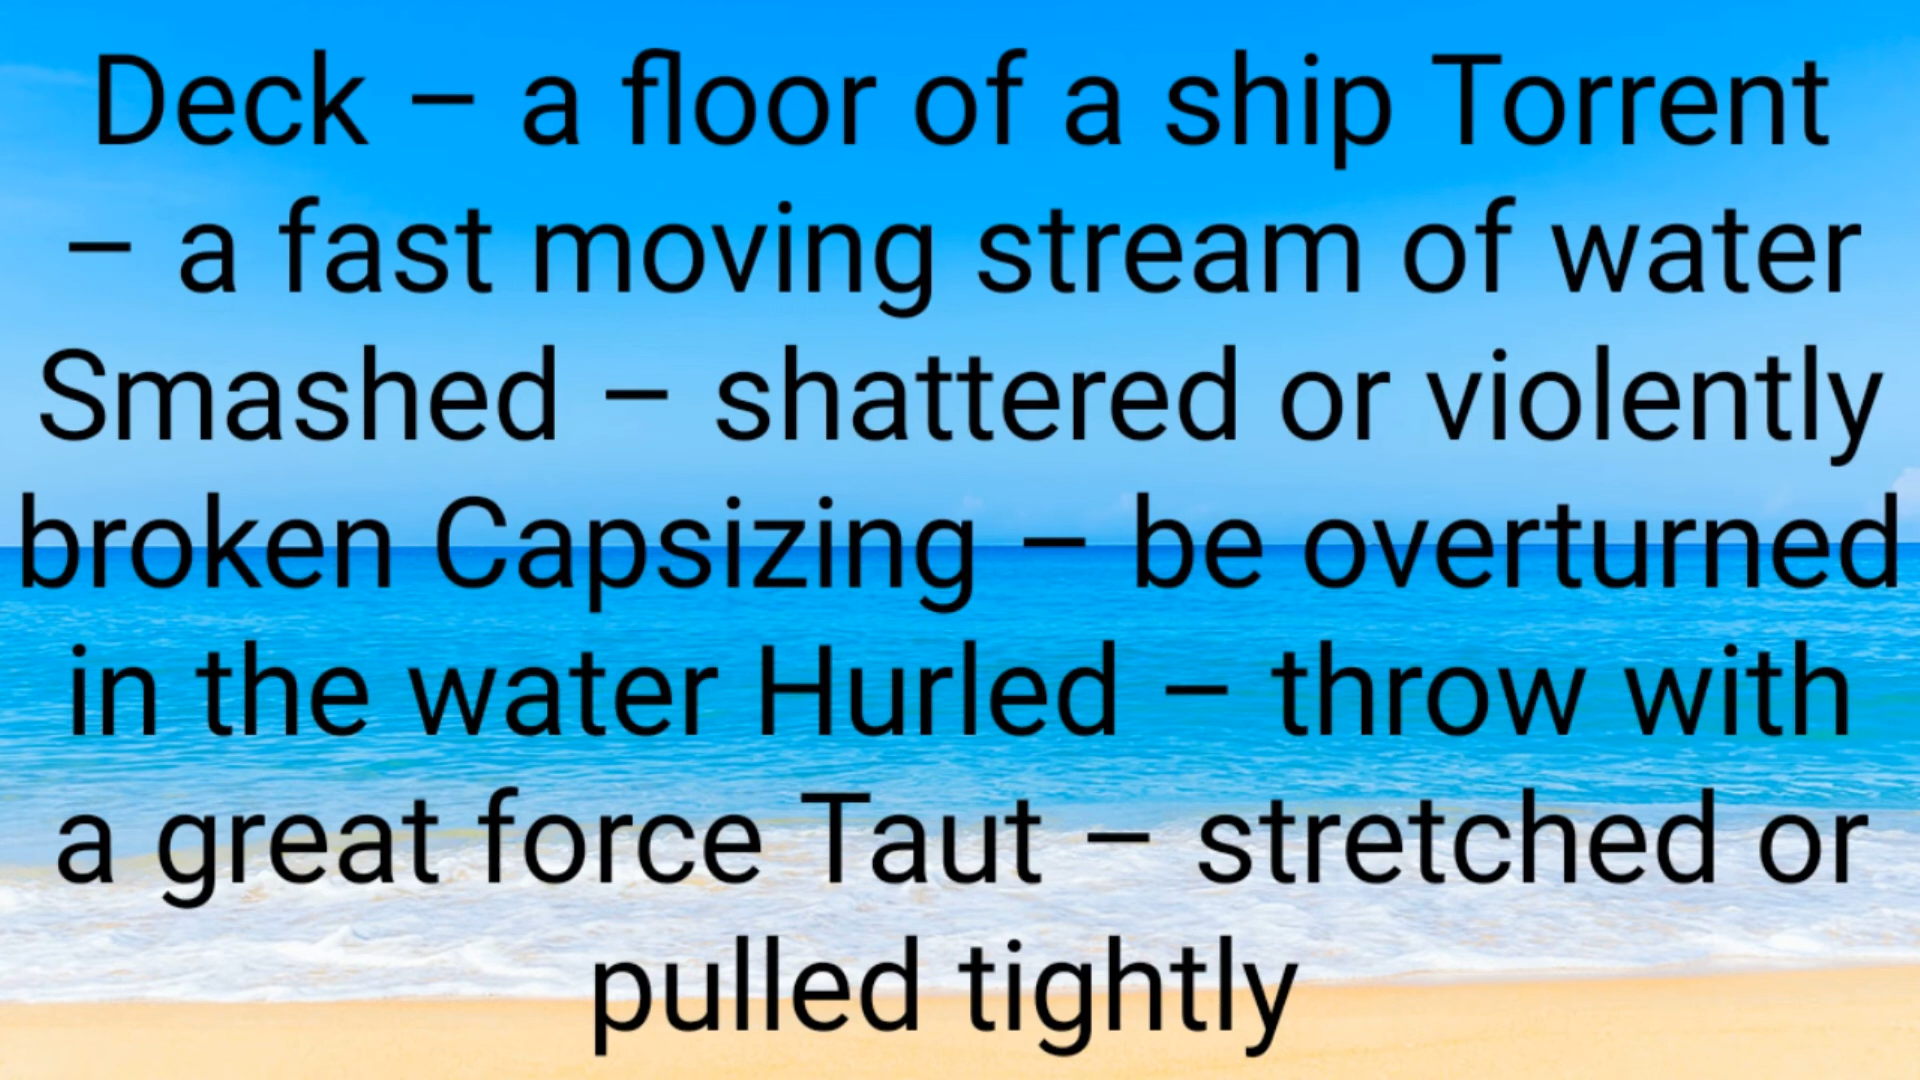 Deck – a floor of a ship Torrent
– a fast moving stream of water
Smashed – shattered or violently
broken Capsizing – be overturned
in the water Hurled – throw with
a great force Taut – stretched or
pulled tightly